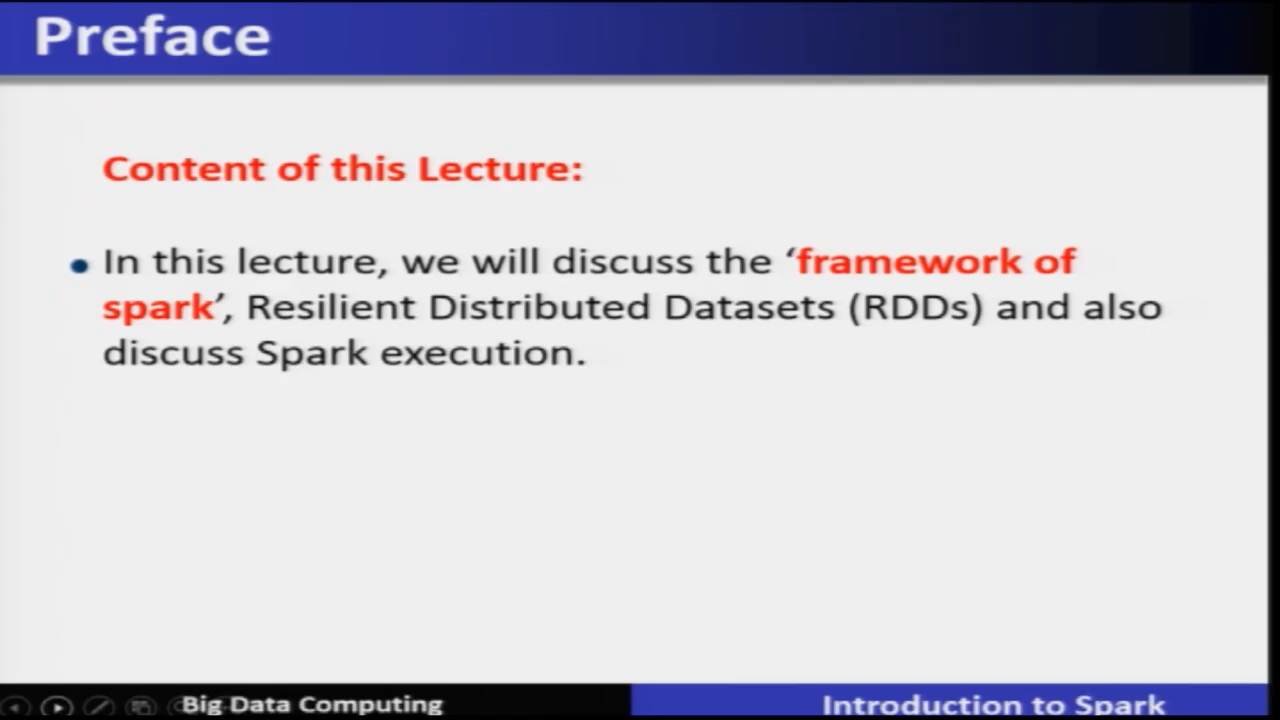 Preface
Content of this Lecture:
• In this lecture, we will discuss the ‘framework of
spark’, Resilient Distributed Datasets (RDDs) and also
discuss Spark execution.
Big Data Computing
Introduction to Spark